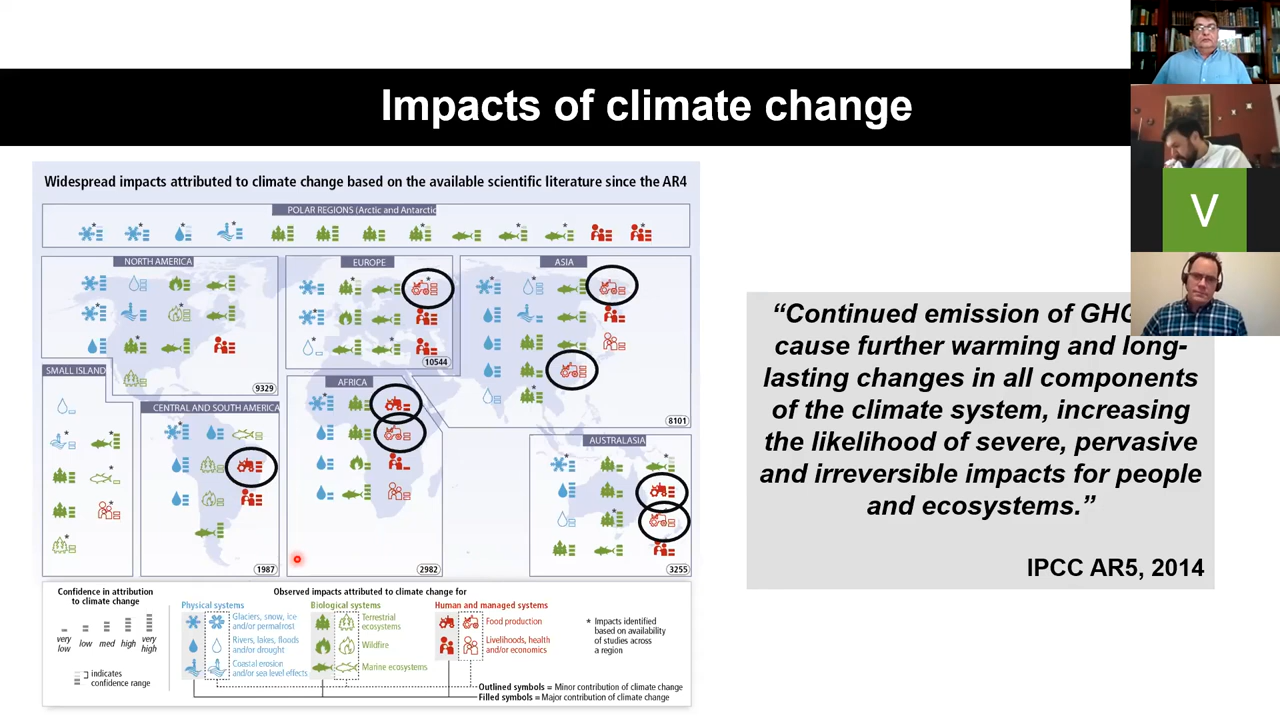 Impacts of climate change
Widespread impacts attributed to climate change based on the available scientific literature since the AR4
POLAR REGIONS (Arctic and Antarctic
NORTH AMERICA
EUROPE
ASIA
10544
9329
SMALL ISLAND
AFRICA
CENTRAL AND SOUTH AMERICA
8101
AUSTRALASIA
1987
2982
3255
Confidence in attribution
to climate change
very
low
low
med
high
very
high
indicates
confidence range
Observed impacts attributed to climate change for
Physical systems
Glaciers, snow, ice
and/or permafrost
Rivers, lakes, floods
and/or drought
Coastal erosion
and/or sea level effects
Biological systems
Terrestrial
ecosystems
Wildfire
Marine ecosystems
Human and managed systems
Food production
Livelihoods, health
and/or economics
* Impacts identified
based on availability
of studies across
a region
Outlined symbols = Minor contribution of climate change
Filled symbols = Major contribution of climate change
“Continued emission of
cause further warming and long-
lasting changes in all components
of the climate system, increasing
the likelihood of severe, pervasive
and irreversible impacts for people
and ecosystems.”
IPCC AR5, 2014
V